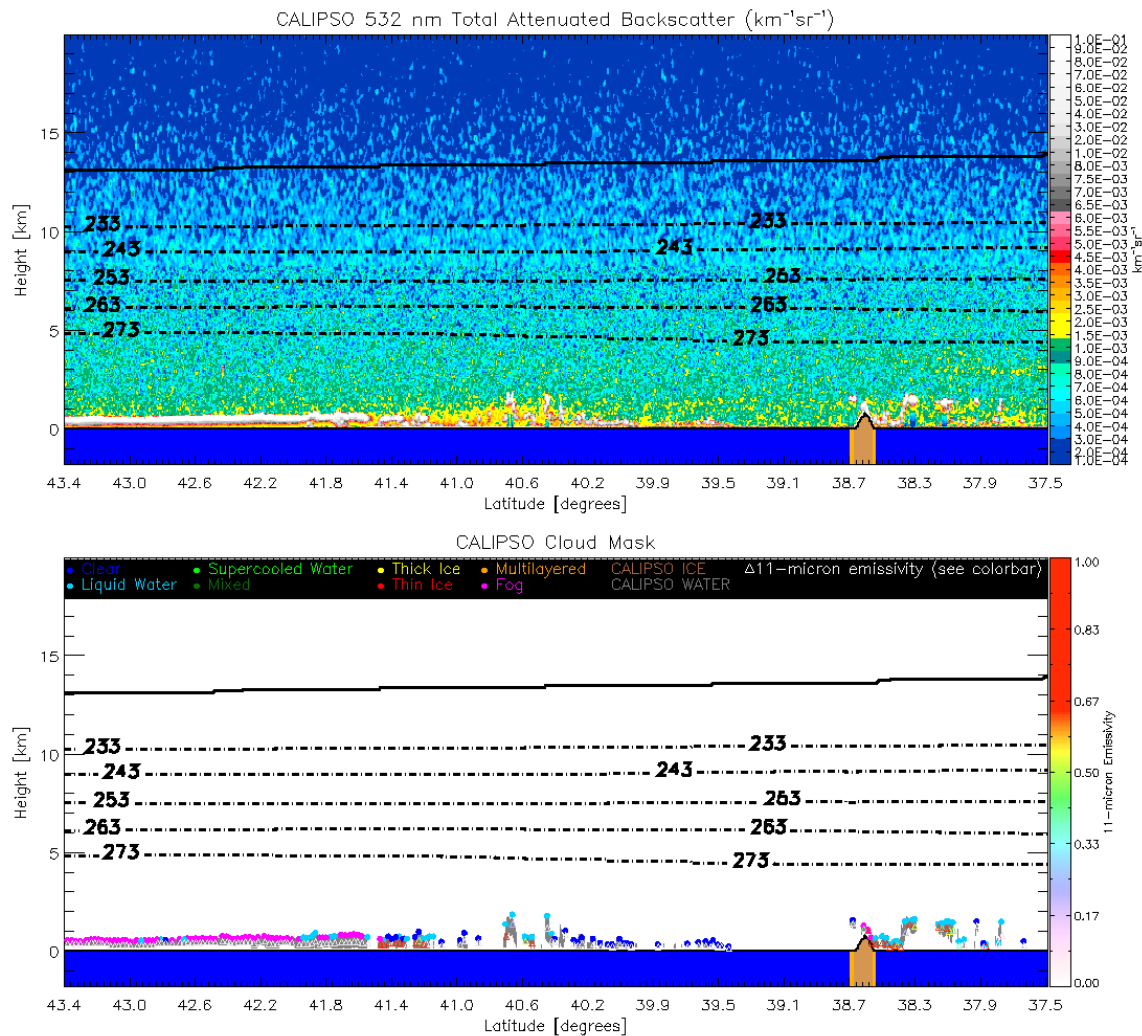 CALIPSO 532 nm Total Attenuated Backscatter (km⁻¹sr⁻¹)
Height [km]
15
10
5
0
233
233
243
243
253
263
263
273
273
43.4 43.0 42.6 42.2 41.8 41.4 41.0 40.6 40.2 39.9 39.5 39.1 38.7 38.3 37.9 37.5
Latitude [degrees]
1.0E−01
9.0E−02
8.0E−02
7.0E−02
6.0E−02
5.0E−02
4.0E−02
3.0E−02
2.0E−02
1.0E−02
8.0E−03
7.5E−03
7.0E−03
6.5E−03
6.0E−03
5.5E−03
5.0E−03
4.5E−03
4.0E−03
3.5E−03
3.0E−03
2.5E−03
2.0E−03
1.5E−03
1.0E−03
9.0E−04
8.0E−04
7.0E−04
6.0E−04
5.0E−04
4.0E−04
3.0E−04
2.0E−04
1.0E−04
km⁻¹sr⁻¹
CALIPSO Cloud Mask
Clear Supercooled Water Thick Ice Multilayered CALIPSO ICE Δ11-micron emissivity (see colorbar)
Liquid Water Mixed Thin Ice Fog CALIPSO WATER
Height [km]
15
10
5
0
233
233
243
243
253
263
263
273
273
43.4 43.0 42.6 42.2 41.8 41.4 41.0 40.6 40.2 39.9 39.5 39.1 38.7 38.3 37.9 37.5
Latitude [degrees]
1.00
0.83
0.67
0.50
0.33
0.17
0.00
11-micron Emissivity